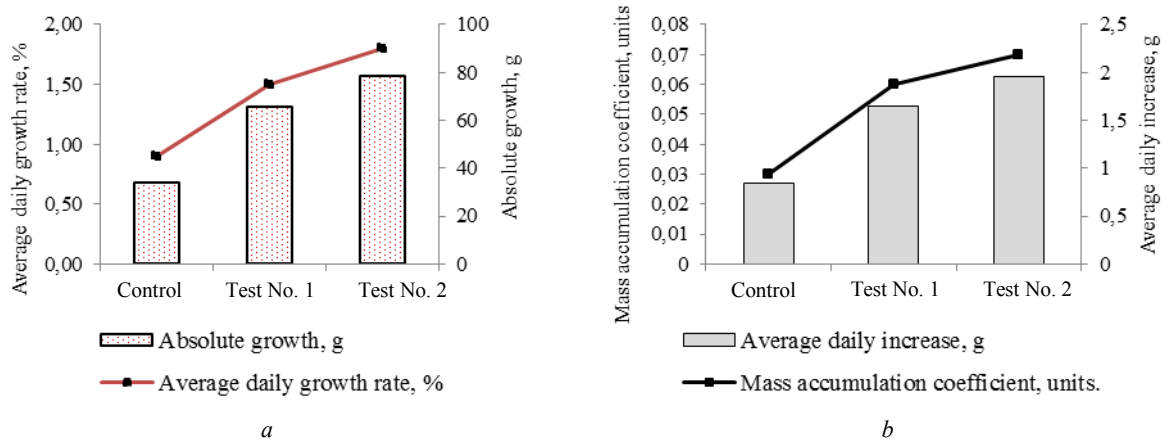 Average daily growth rate, %
2,00
1,50
1,00
0,50
0,00
100
80
60
40
20
0
Absolute growth, g
Control
Test No. 1
Test No. 2
Absolute growth, g
Average daily growth rate, %
a
Mass accumulation coefficient, units
0,08
0,07
0,06
0,05
0,04
0,03
0,02
0,01
0
2,5
2
1,5
1
0,5
0
Average daily increase, g
Control
Test No. 1
Test No. 2
Average daily increase, g
Mass accumulation coefficient, units.
b